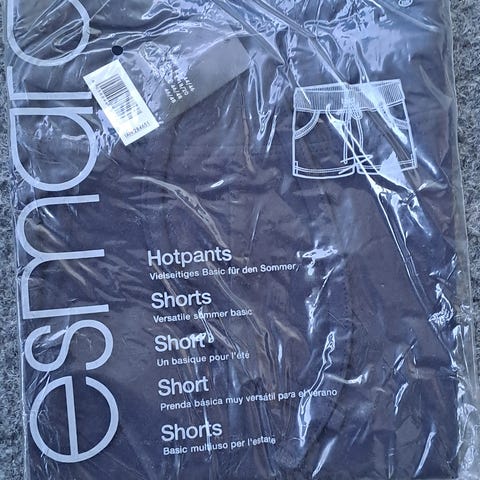 esmara
Hotpants
Vielseitiges Basic für den Sommer
Shorts
Versatile summer basic
Short
Un basique pour l'été
Short
Prenda básica muy versátil para el verano
Shorts
Basic multiuso per l'estate